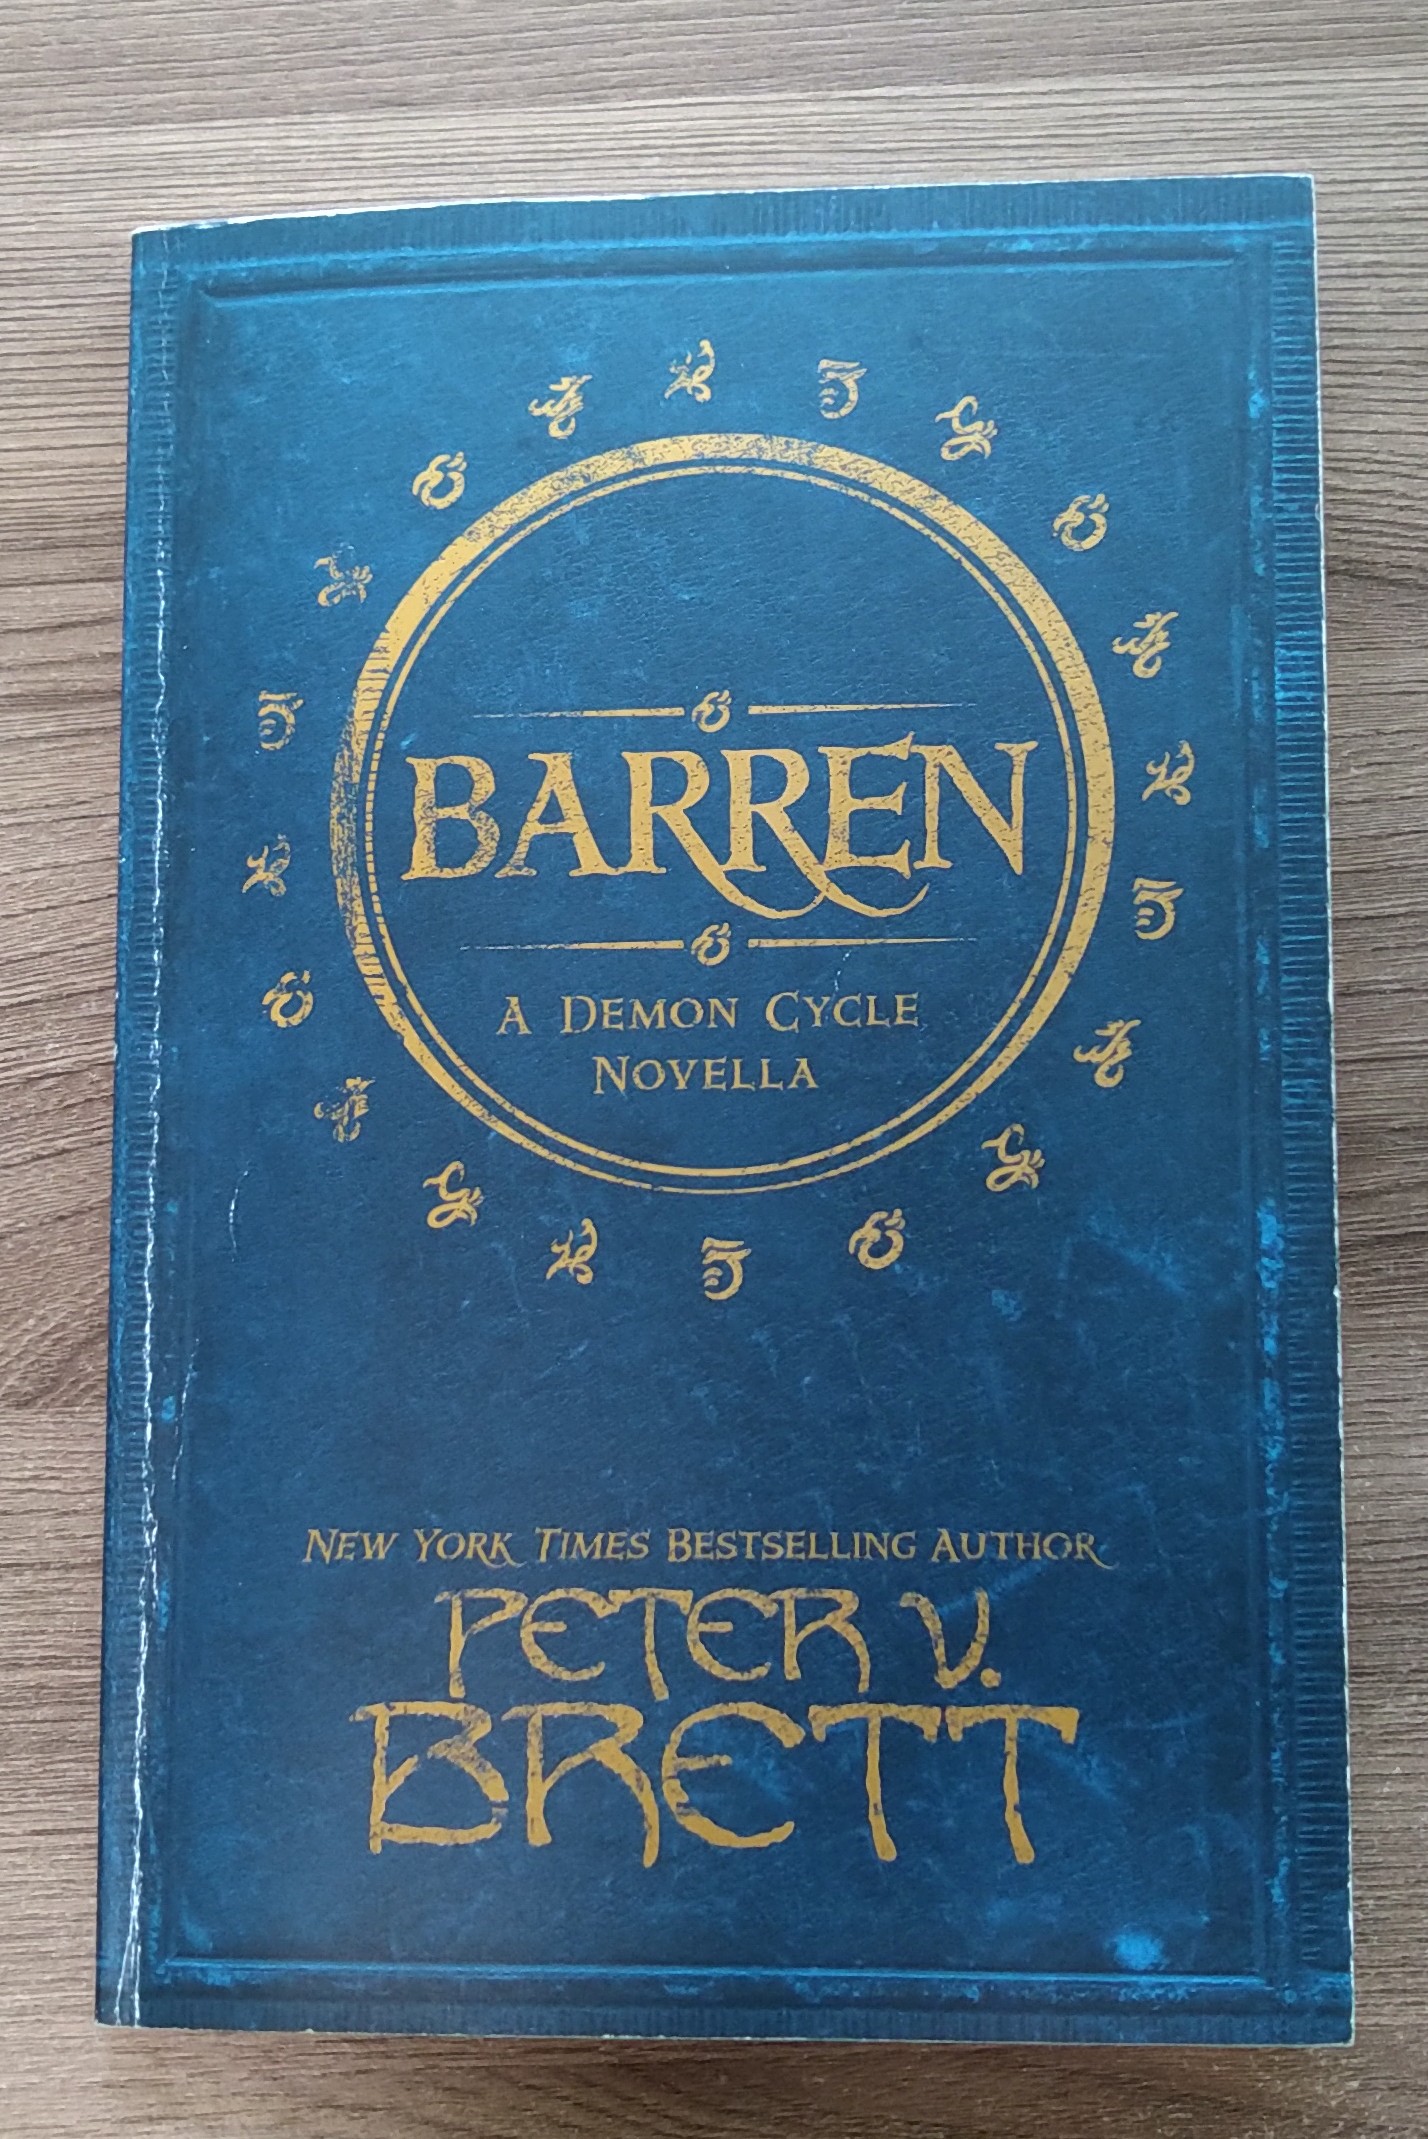 BARREN
A DEMON CYCLE
NOVELLA
NEW YORK TIMES BESTSELLING AUTHOR
PETER V.
BRETT